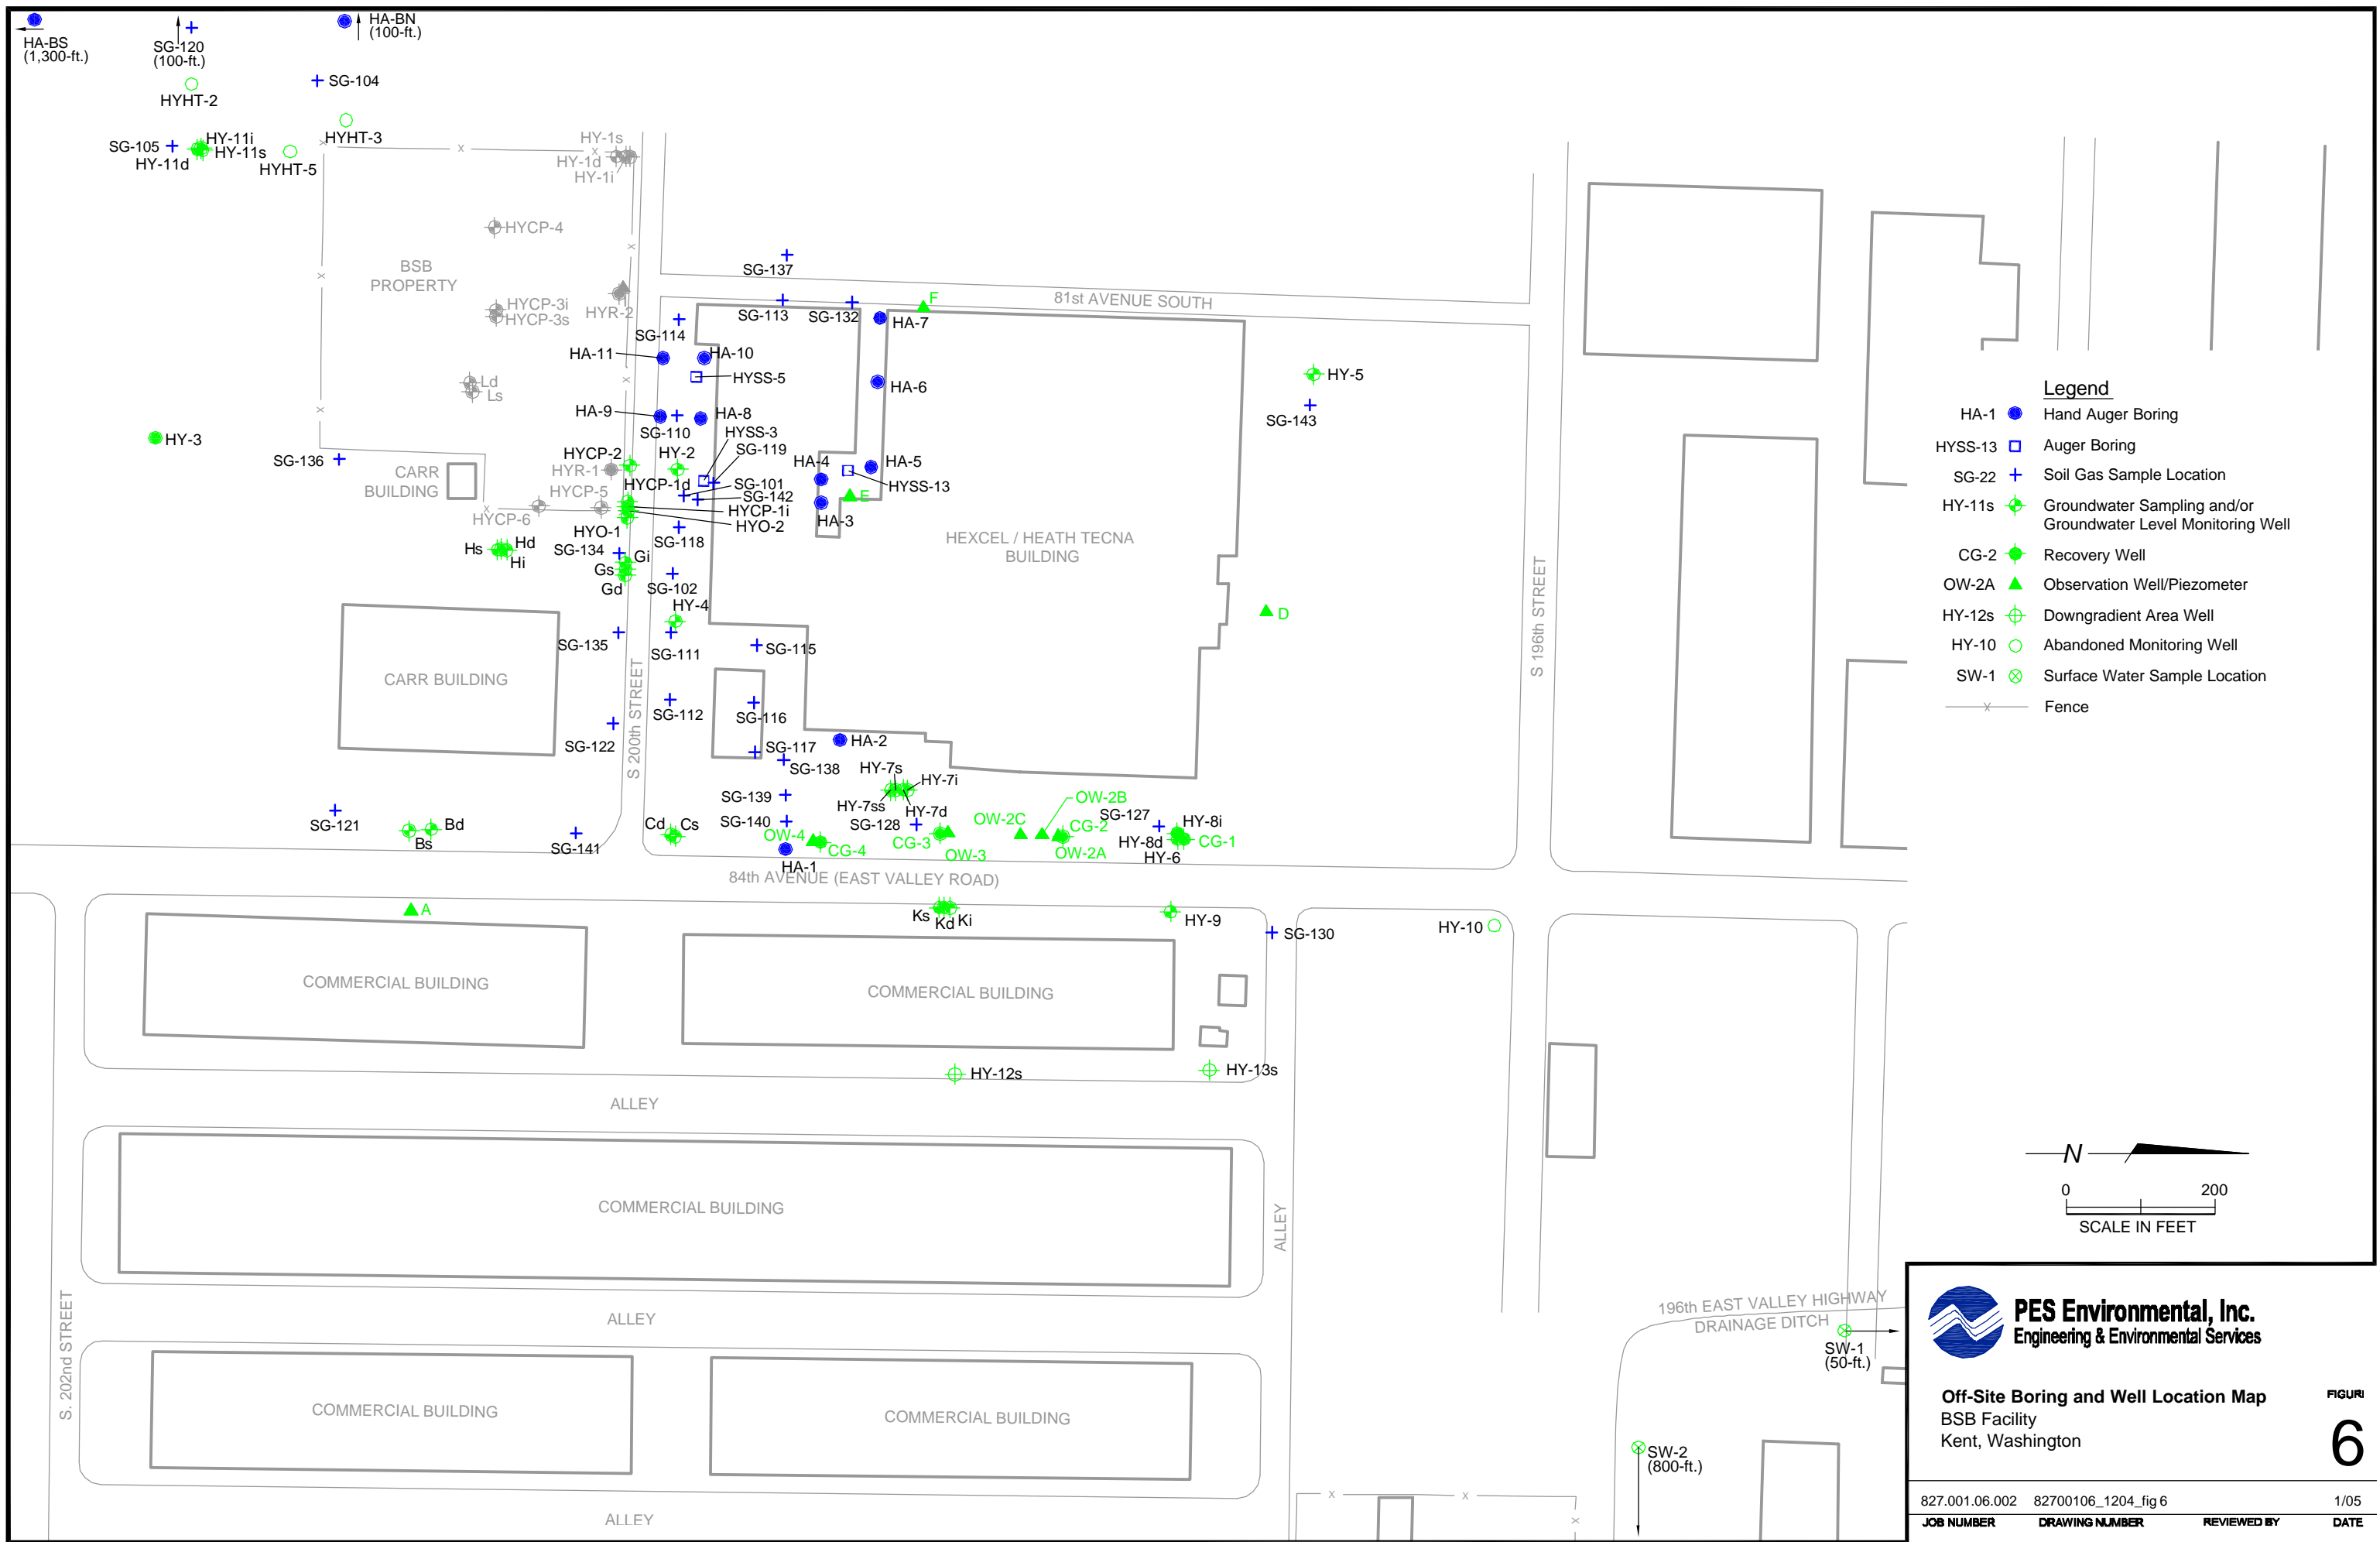 HA-BS
(1,300-ft.)
SG-120
(100-ft.)
HA-BN
(100-ft.)
SG-104
HYHT-2
HYHT-3
SG-105
HY-11i
HY-11s
HY-11d
HYHT-5
HY-1s
HY-1d
HY-1i
HYCP-4
BSB
PROPERTY
HYCP-3i
HYCP-3s
HYR-2
Ld
Ls
HY-3
SG-136
CARR
BUILDING
HYCP-2
HYR-1
HYCP-5
HYCP-6
Hs
Hd
Hi
HYO-1
SG-134
Gi
Gs
Gd
SG-137
81st AVENUE SOUTH
SG-113
SG-132
F
HA-7
SG-114
HA-11
HA-10
HYSS-5
HA-6
HA-9
HA-8
SG-110
HYSS-3
SG-119
HY-2
HYCP-1d
SG-101
SG-142
HYCP-1i
HYO-2
SG-118
HA-4
HA-5
HYSS-13
E
HA-3
HY-5
SG-143
HEXCEL / HEATH TECNA
BUILDING
D
S 196th STREET
SG-102
HY-4
SG-135
SG-111
SG-115
CARR BUILDING
S 200th STREET
SG-112
SG-116
SG-122
SG-117
SG-138
HA-2
HY-7s
HY-7i
HY-7ss
HY-7d
SG-139
SG-140
SG-128
OW-4
CG-4
HA-1
CG-3
OW-3
OW-2C
OW-2B
CG-2
OW-2A
SG-127
HY-8i
HY-8d
HY-6
CG-1
SG-121
Bs
Bd
SG-141
Cd
Cs
84th AVENUE (EAST VALLEY ROAD)
A
Ks
Kd
Ki
HY-9
SG-130
HY-10
COMMERCIAL BUILDING
COMMERCIAL BUILDING
HY-12s
HY-13s
ALLEY
COMMERCIAL BUILDING
ALLEY
ALLEY
S. 202nd STREET
COMMERCIAL BUILDING
COMMERCIAL BUILDING
ALLEY
196th EAST VALLEY HIGHWAY
DRAINAGE DITCH
SW-1
(50-ft.)
SW-2
(800-ft.)
Legend
HA-1 Hand Auger Boring
HYSS-13 Auger Boring
SG-22 Soil Gas Sample Location
HY-11s Groundwater Sampling and/or
Groundwater Level Monitoring Well
CG-2 Recovery Well
OW-2A Observation Well/Piezometer
HY-12s Downgradient Area Well
HY-10 Abandoned Monitoring Well
SW-1 Surface Water Sample Location
x Fence
N
0 200
SCALE IN FEET
PES Environmental, Inc.
Engineering & Environmental Services
Off-Site Boring and Well Location Map
BSB Facility
Kent, Washington
FIGUR
6
827.001.06.002 82700106_1204_fig 6 1/05
JOB NUMBER DRAWING NUMBER REVIEWED BY DATE